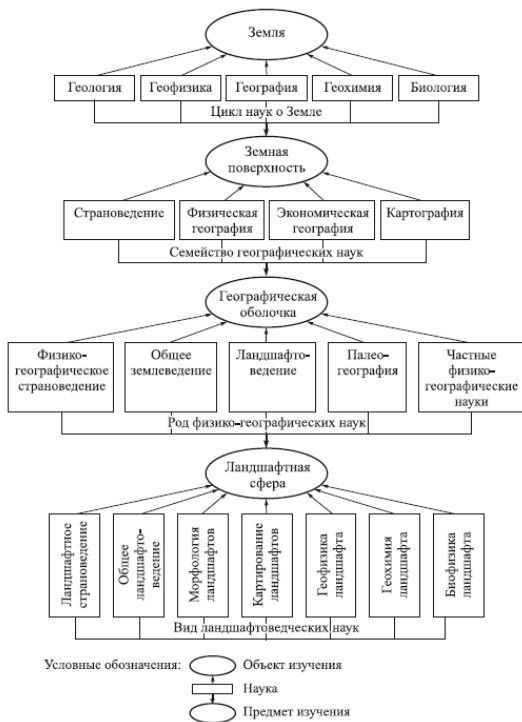 Земля
Геология
Геофизика
География
Геохимия
Биология
Цикл наук о Земле
Земная
поверхность
Страноведение
Физическая
география
Экономическая
география
Картография
Семейство географических наук
Географическая
оболочка
Физико-
географическое
страноведение
Общее
землеведение
Ландшафто-
ведение
Палео-
география
Частные
физико-
географические
науки
Род физико-географических наук
Ландшафтная
сфера
Ландшафтное
страноведение
Общее
ландшафто-
ведение
Морфология
ландшафтов
Картирование
ландшафтов
Геофизика
ландшафта
Геохимия
ландшафта
Биофизика
ландшафта
Вид ландшафтоведческих наук
Условные обозначения:
Объект изучения
Наука
Предмет изучения